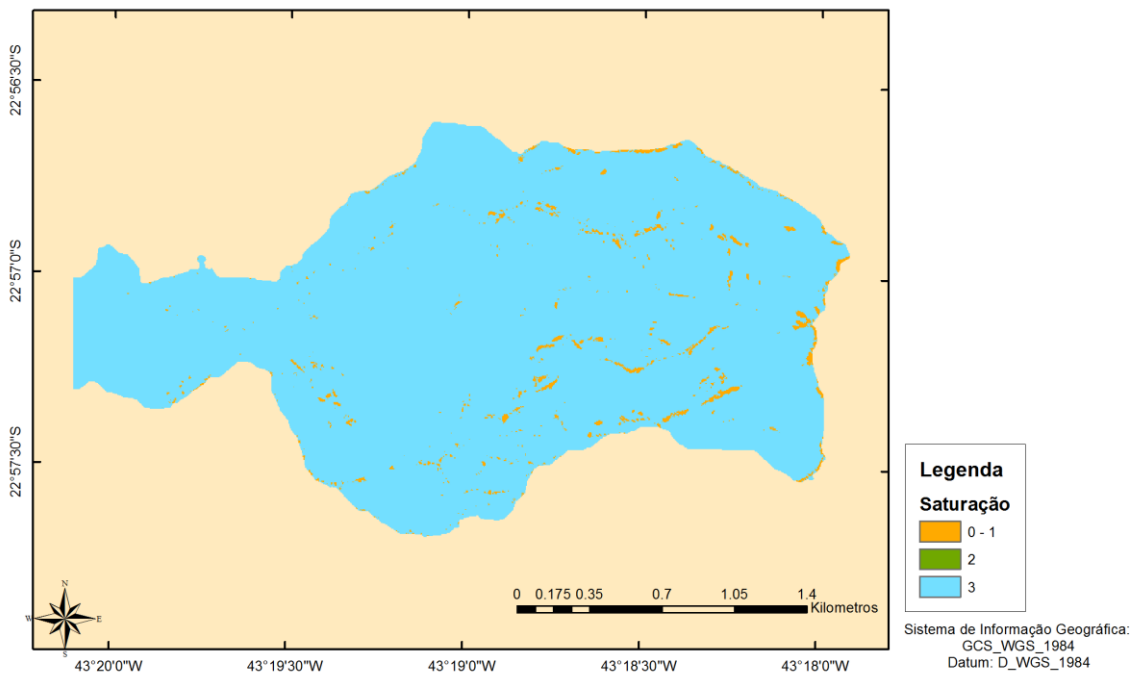 22°56'30"S
22°57'0"S
22°57'30"S
N
W
E
S
0 0.175 0.35 0.7 1.05 1.4
Kilometros
43°20'0"W 43°19'30"W 43°19'0"W 43°18'30"W 43°18'0"W
Legenda
Saturação
0 - 1
2
3
Sistema de Informação Geográfica:
GCS_WGS_1984
Datum: D_WGS_1984